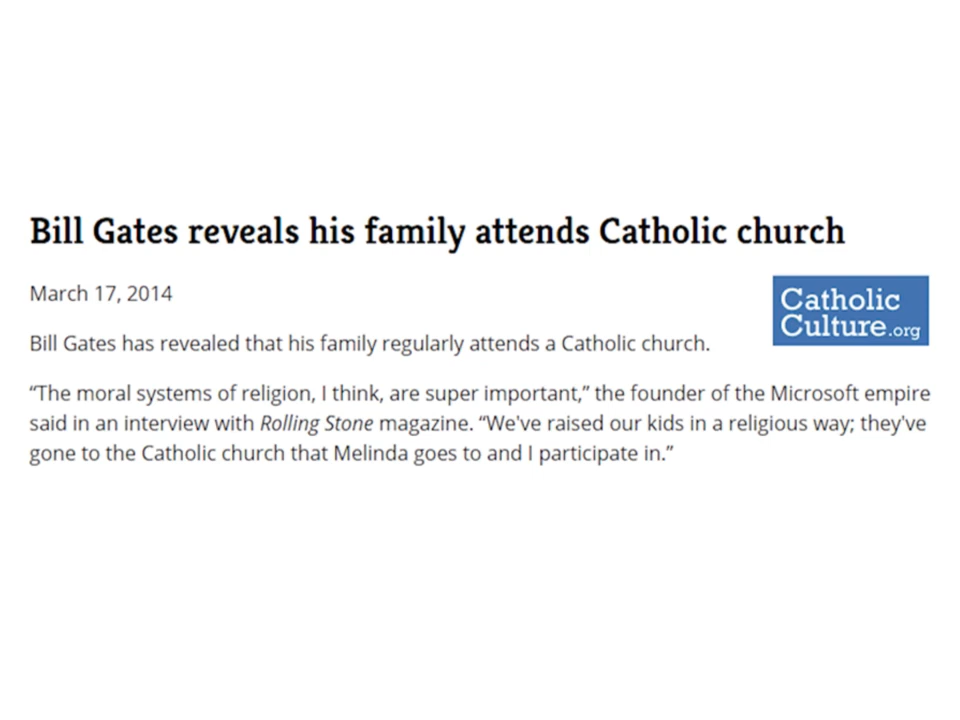 Bill Gates reveals his family attends Catholic church
March 17, 2014
Catholic
Culture.org
Bill Gates has revealed that his family regularly attends a Catholic church.
“The moral systems of religion, I think, are super important,” the founder of the Microsoft empire
said in an interview with Rolling Stone magazine. “We've raised our kids in a religious way; they've
gone to the Catholic church that Melinda goes to and I participate in.”